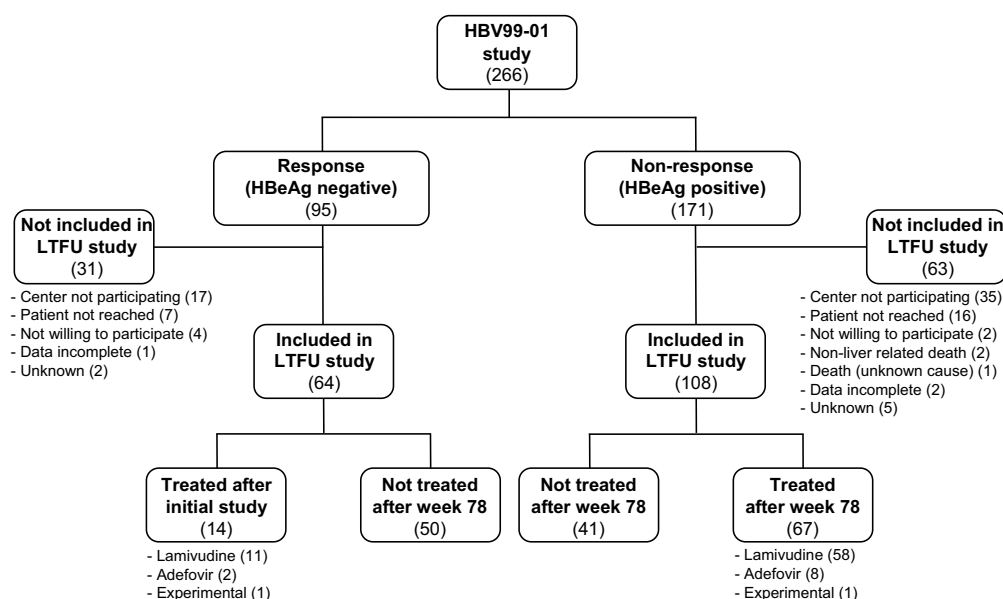 HBV99-01
study
(266)
Response
(HBeAg negative)
(95)
Non-response
(HBeAg positive)
(171)
Not included in
LTFU study
(31)
- Center not participating (17)
- Patient not reached (7)
- Not willing to participate (4)
- Data incomplete (1)
- Unknown (2)
Not included in
LTFU study
(63)
- Center not participating (35)
- Patient not reached (16)
- Not willing to participate (2)
- Non-liver related death (2)
- Death (unknown cause) (1)
- Data incomplete (2)
- Unknown (5)
Included in
LTFU study
(64)
Included in
LTFU study
(108)
Treated after
initial study
(14)
- Lamivudine (11)
- Adefovir (2)
- Experimental (1)
Not treated
after week 78
(50)
Not treated
after week 78
(41)
Treated
after week 78
(67)
- Lamivudine (58)
- Adefovir (8)
- Experimental (1)